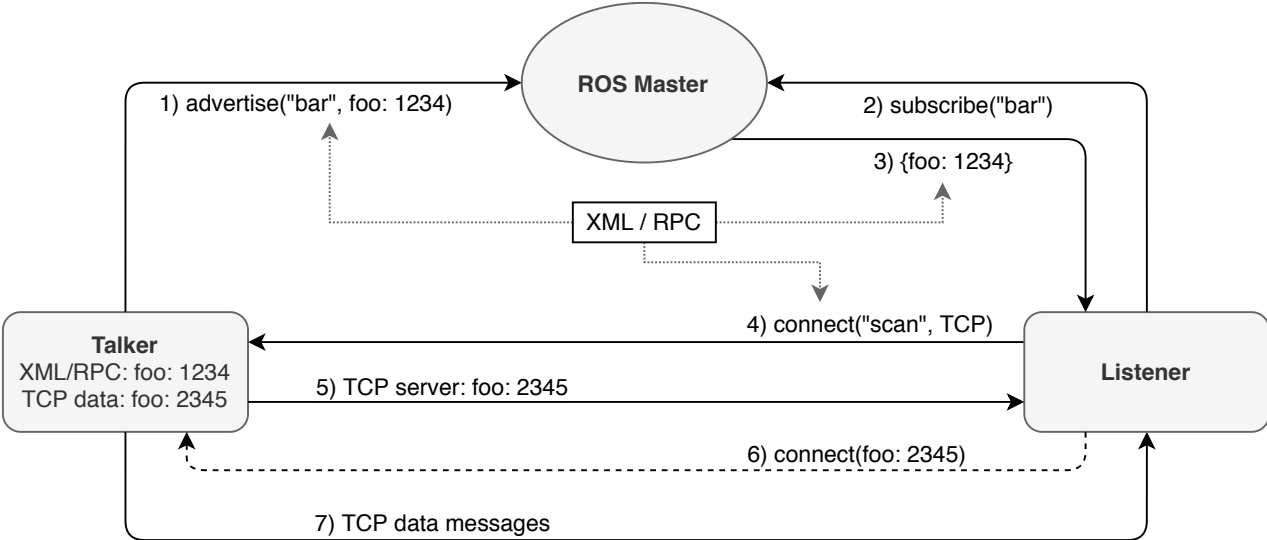 ROS Master
1) advertise("bar", foo: 1234)
2) subscribe("bar")
3) {foo: 1234}
XML / RPC
4) connect("scan", TCP)
Talker
XML/RPC: foo: 1234
TCP data: foo: 2345
Listener
5) TCP server: foo: 2345
6) connect(foo: 2345)
7) TCP data messages